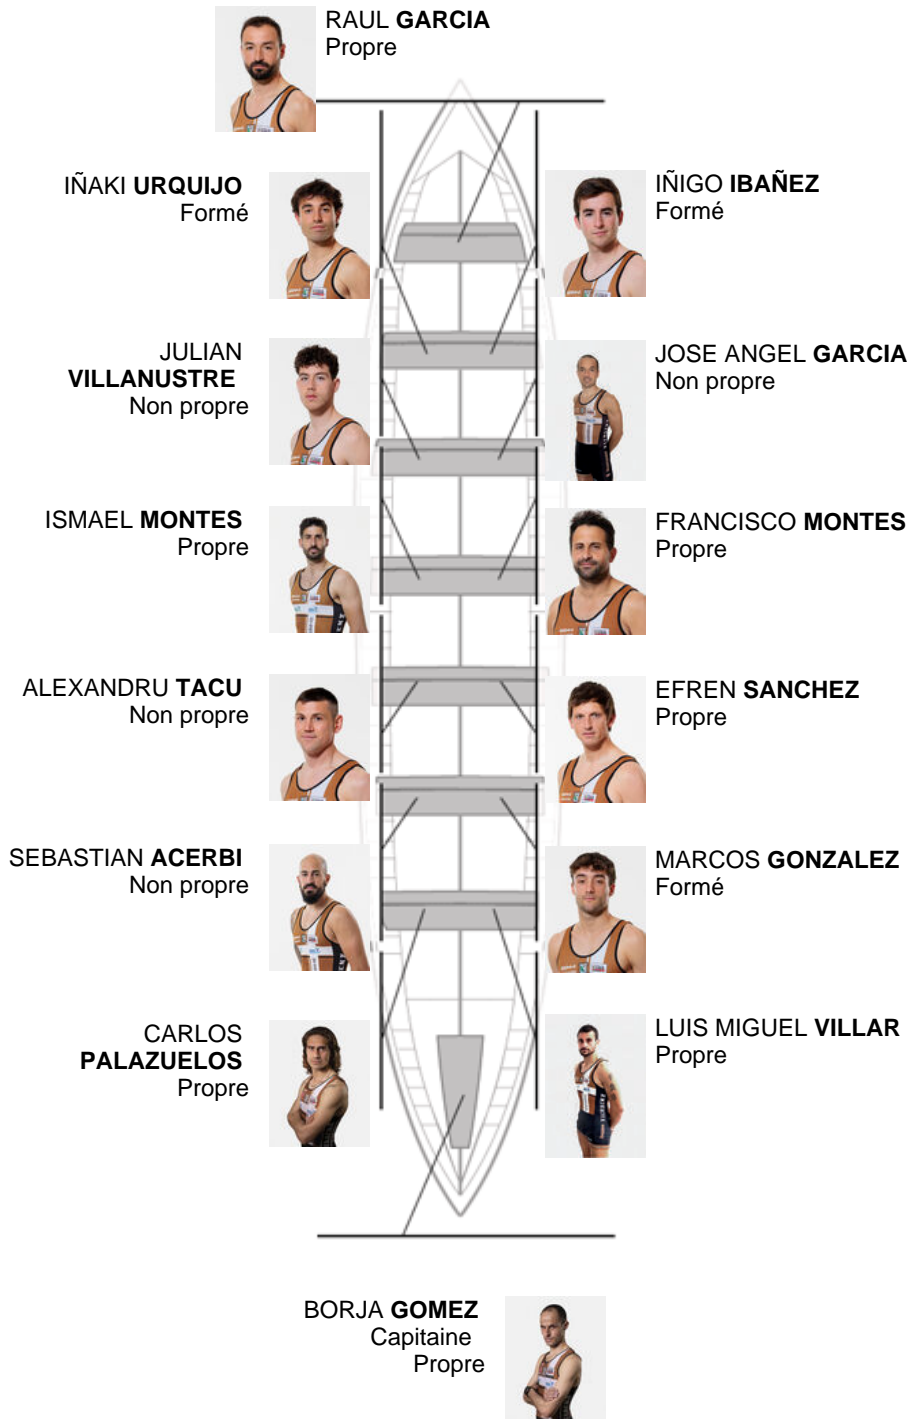 RAUL GARCIA
Propre
IÑAKI URQUIJO
Formé
IÑIGO IBAÑEZ
Formé
JULIAN
VILLANUSTRE
Non propre
JOSE ANGEL GARCIA
Non propre
ISMAEL MONTES
Propre
FRANCISCO MONTES
Propre
ALEXANDRU TACU
Non propre
EFREN SANCHEZ
Propre
SEBASTIAN ACERBI
Non propre
MARCOS GONZALEZ
Formé
CARLOS
PALAZUELOS
Propre
LUIS MIGUEL VILLAR
Propre
BORJA GOMEZ
Capitaine
Propre